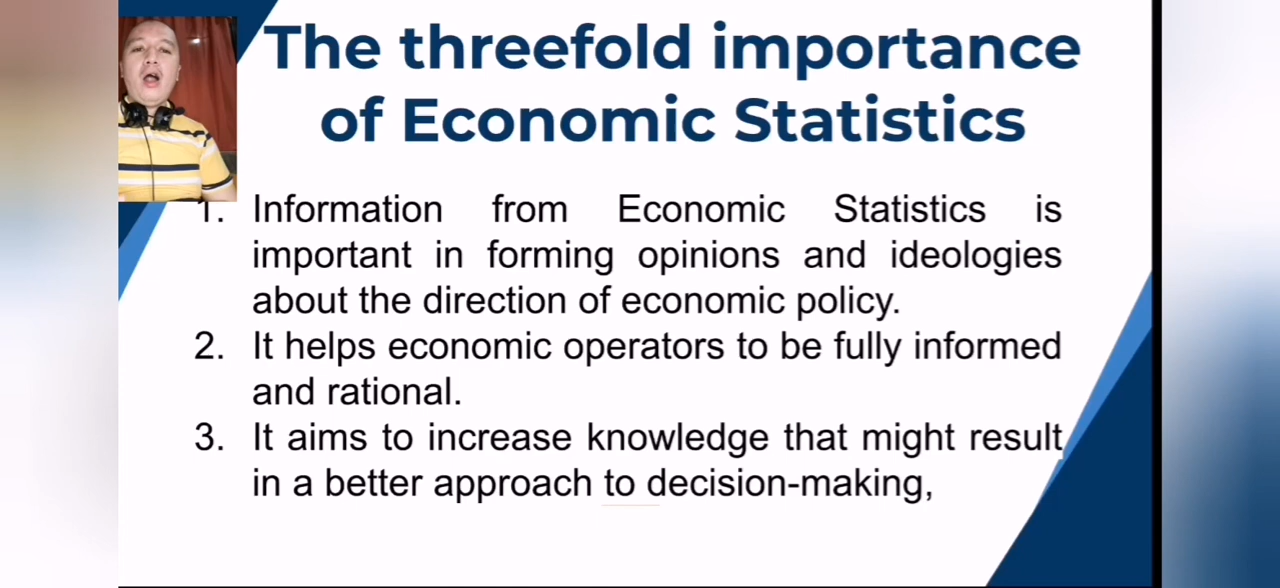 The threefold importance
of Economic Statistics
1. Information from Economic Statistics is
important in forming opinions and ideologies
about the direction of economic policy.
2. It helps economic operators to be fully informed
and rational.
3. It aims to increase knowledge that might result
in a better approach to decision-making,